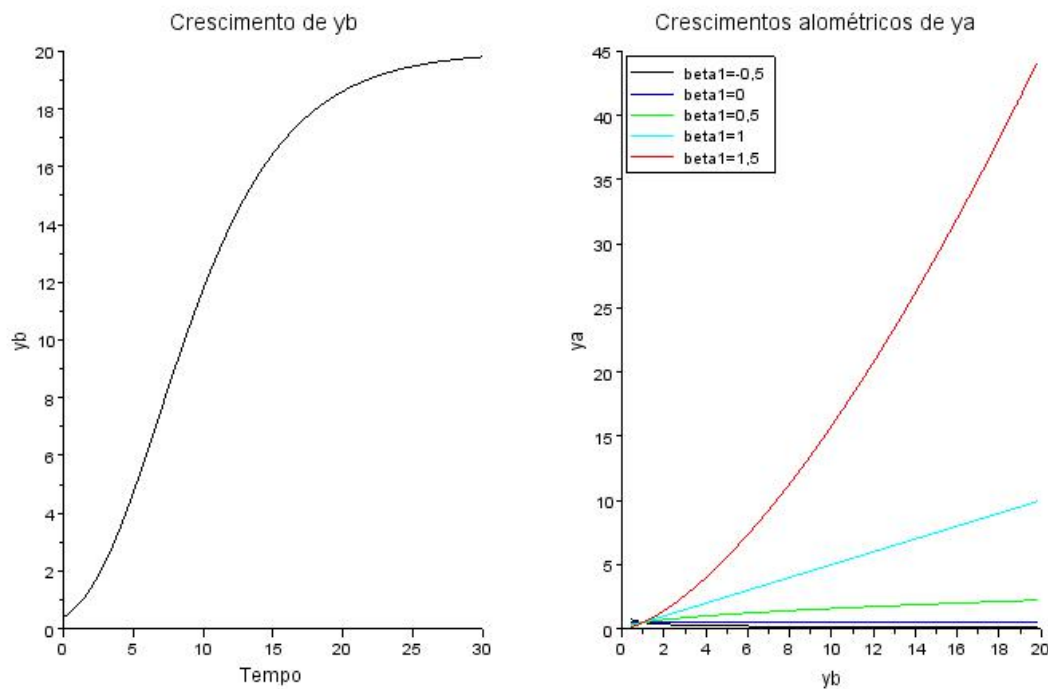 Crescimento de yb
20
18
16
14
12
10
8
6
4
2
0
yb
0 5 10 15 20 25 30
Tempo
Crescimentos alométricos de ya
45
40
35
30
25
20
15
10
5
0
ya
beta1=-0,5
beta1=0
beta1=0,5
beta1=1
beta1=1,5
0 2 4 6 8 10 12 14 16 18 20
yb